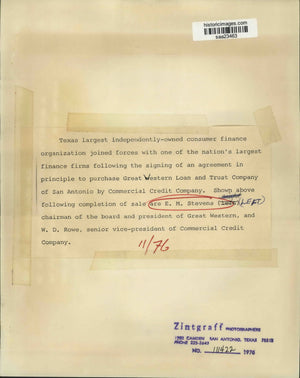 historicimages.com
Texas largest independently-owned consumer finance
organization joined forces with one of the nation's largest
finance firms following the signing of an agreement in
principle to purchase Great Western Loan and Trust Company
of San Antonio by Commercial Credit Company. Shown above
following completion of sale are E. M. Stevens (LEFT)
chairman of the board and president of Great Western, and
W. D. Rowe, senior vice-president of Commercial Credit
Company.
11/76
Zintgraff PHOTOGRAPHERS
SAN ANTONIO, TEXAS
PHONE
NO. 1976